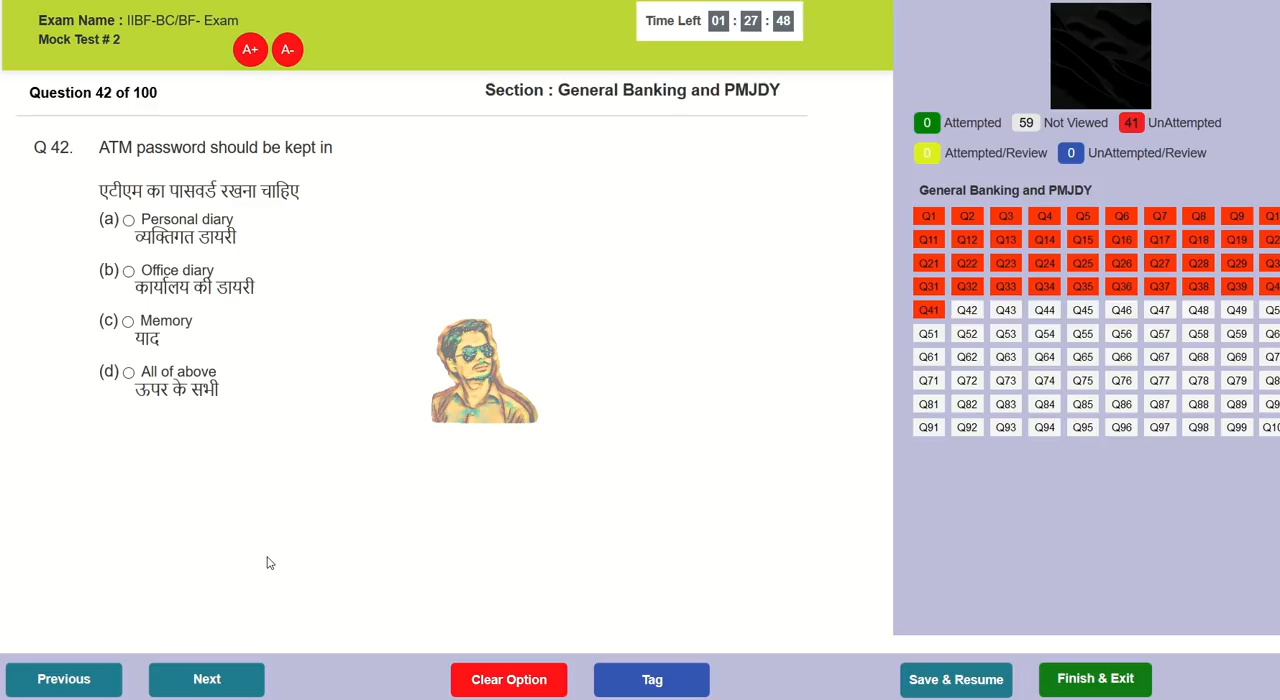 Exam Name : IIBF-BC/BF- Exam
Mock Test # 2
A+ A-
Time Left 01 : 27 : 48
Question 42 of 100
Section : General Banking and PMJDY
Q 42. ATM password should be kept in
एटीएम का पासवर्ड रखना चाहिए
(a) Personal diary
व्यक्तिगत डायरी
(b) Office diary
कार्यालय की डायरी
(c) Memory
याद
(d) All of above
ऊपर के सभी
0 Attempted 59 Not Viewed 41 UnAttempted
0 Attempted/Review 0 UnAttempted/Review
General Banking and PMJDY
Q1 Q2 Q3 Q4 Q5 Q6 Q7 Q8 Q9
Q11 Q12 Q13 Q14 Q15 Q16 Q17 Q18 Q19
Q21 Q22 Q23 Q24 Q25 Q26 Q27 Q28 Q29
Q31 Q32 Q33 Q34 Q35 Q36 Q37 Q38 Q39
Q41 Q42 Q43 Q44 Q45 Q46 Q47 Q48 Q49
Q51 Q52 Q53 Q54 Q55 Q56 Q57 Q58 Q59
Q61 Q62 Q63 Q64 Q65 Q66 Q67 Q68 Q69
Q71 Q72 Q73 Q74 Q75 Q76 Q77 Q78 Q79
Q81 Q82 Q83 Q84 Q85 Q86 Q87 Q88 Q89
Q91 Q92 Q93 Q94 Q95 Q96 Q97 Q98 Q99
Previous Next Clear Option Tag Save & Resume Finish & Exit